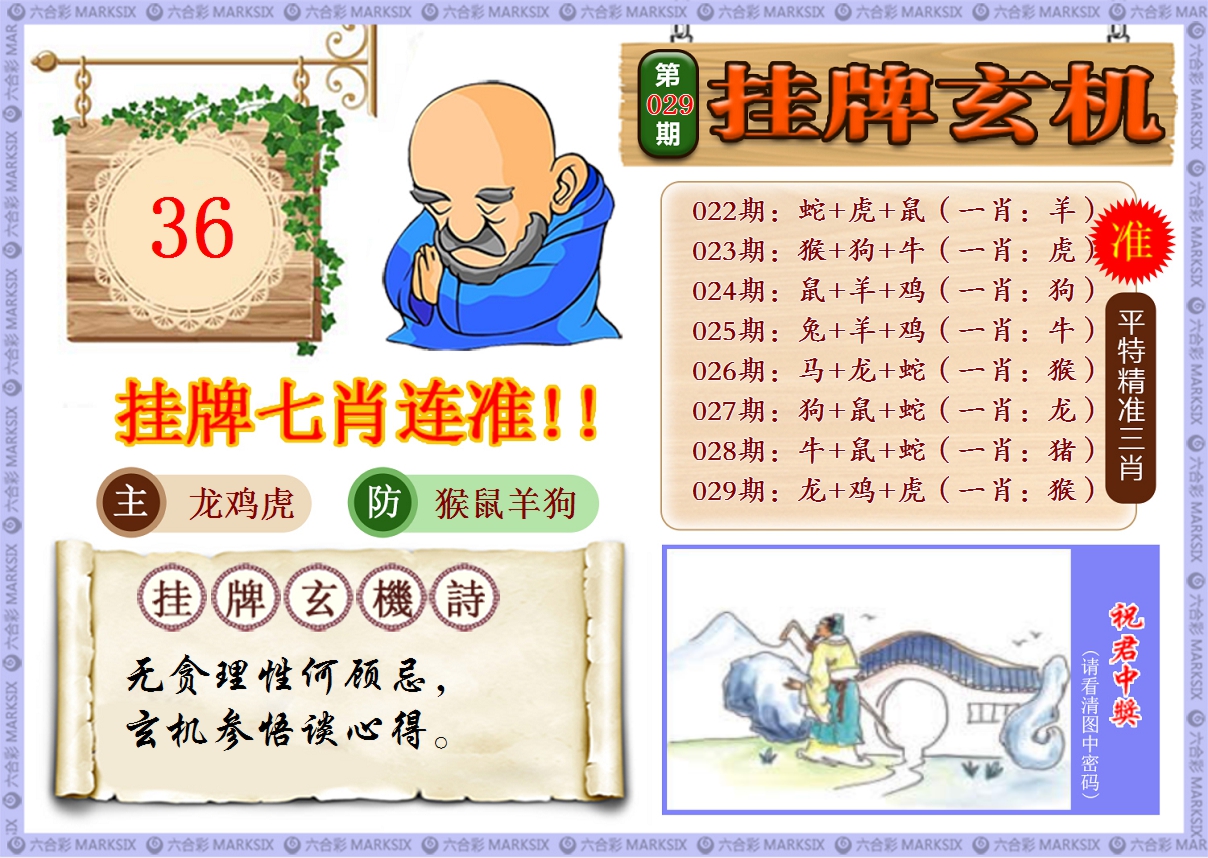 六合彩 MARKSIX
36
第
029
期
挂牌玄机
022期：蛇+虎+鼠（一肖：羊）
023期：猴+狗+牛（一肖：虎）
024期：鼠+羊+鸡（一肖：狗）
025期：兔+羊+鸡（一肖：牛）
026期：马+龙+蛇（一肖：猴）
027期：狗+鼠+蛇（一肖：龙）
028期：牛+鼠+蛇（一肖：猪）
029期：龙+鸡+虎（一肖：猴）
准
平特精准三肖
挂牌七肖连准!!
主 龙鸡虎
防 猴鼠羊狗
挂牌玄機詩
无贪理性何顾忌，
玄机参悟谈心得。
祝君中奖
（请看清图中密码）